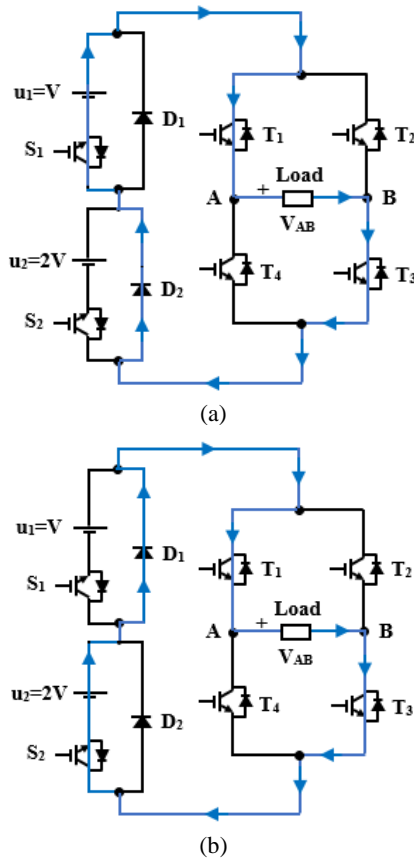 u1=V
D1
S1
T1
T2
Load
A
+
B
VAB
u2=2V
D2
S2
T4
T3
(a)
u1=V
D1
S1
T1
T2
Load
A
+
B
VAB
u2=2V
D2
S2
T4
T3
(b)